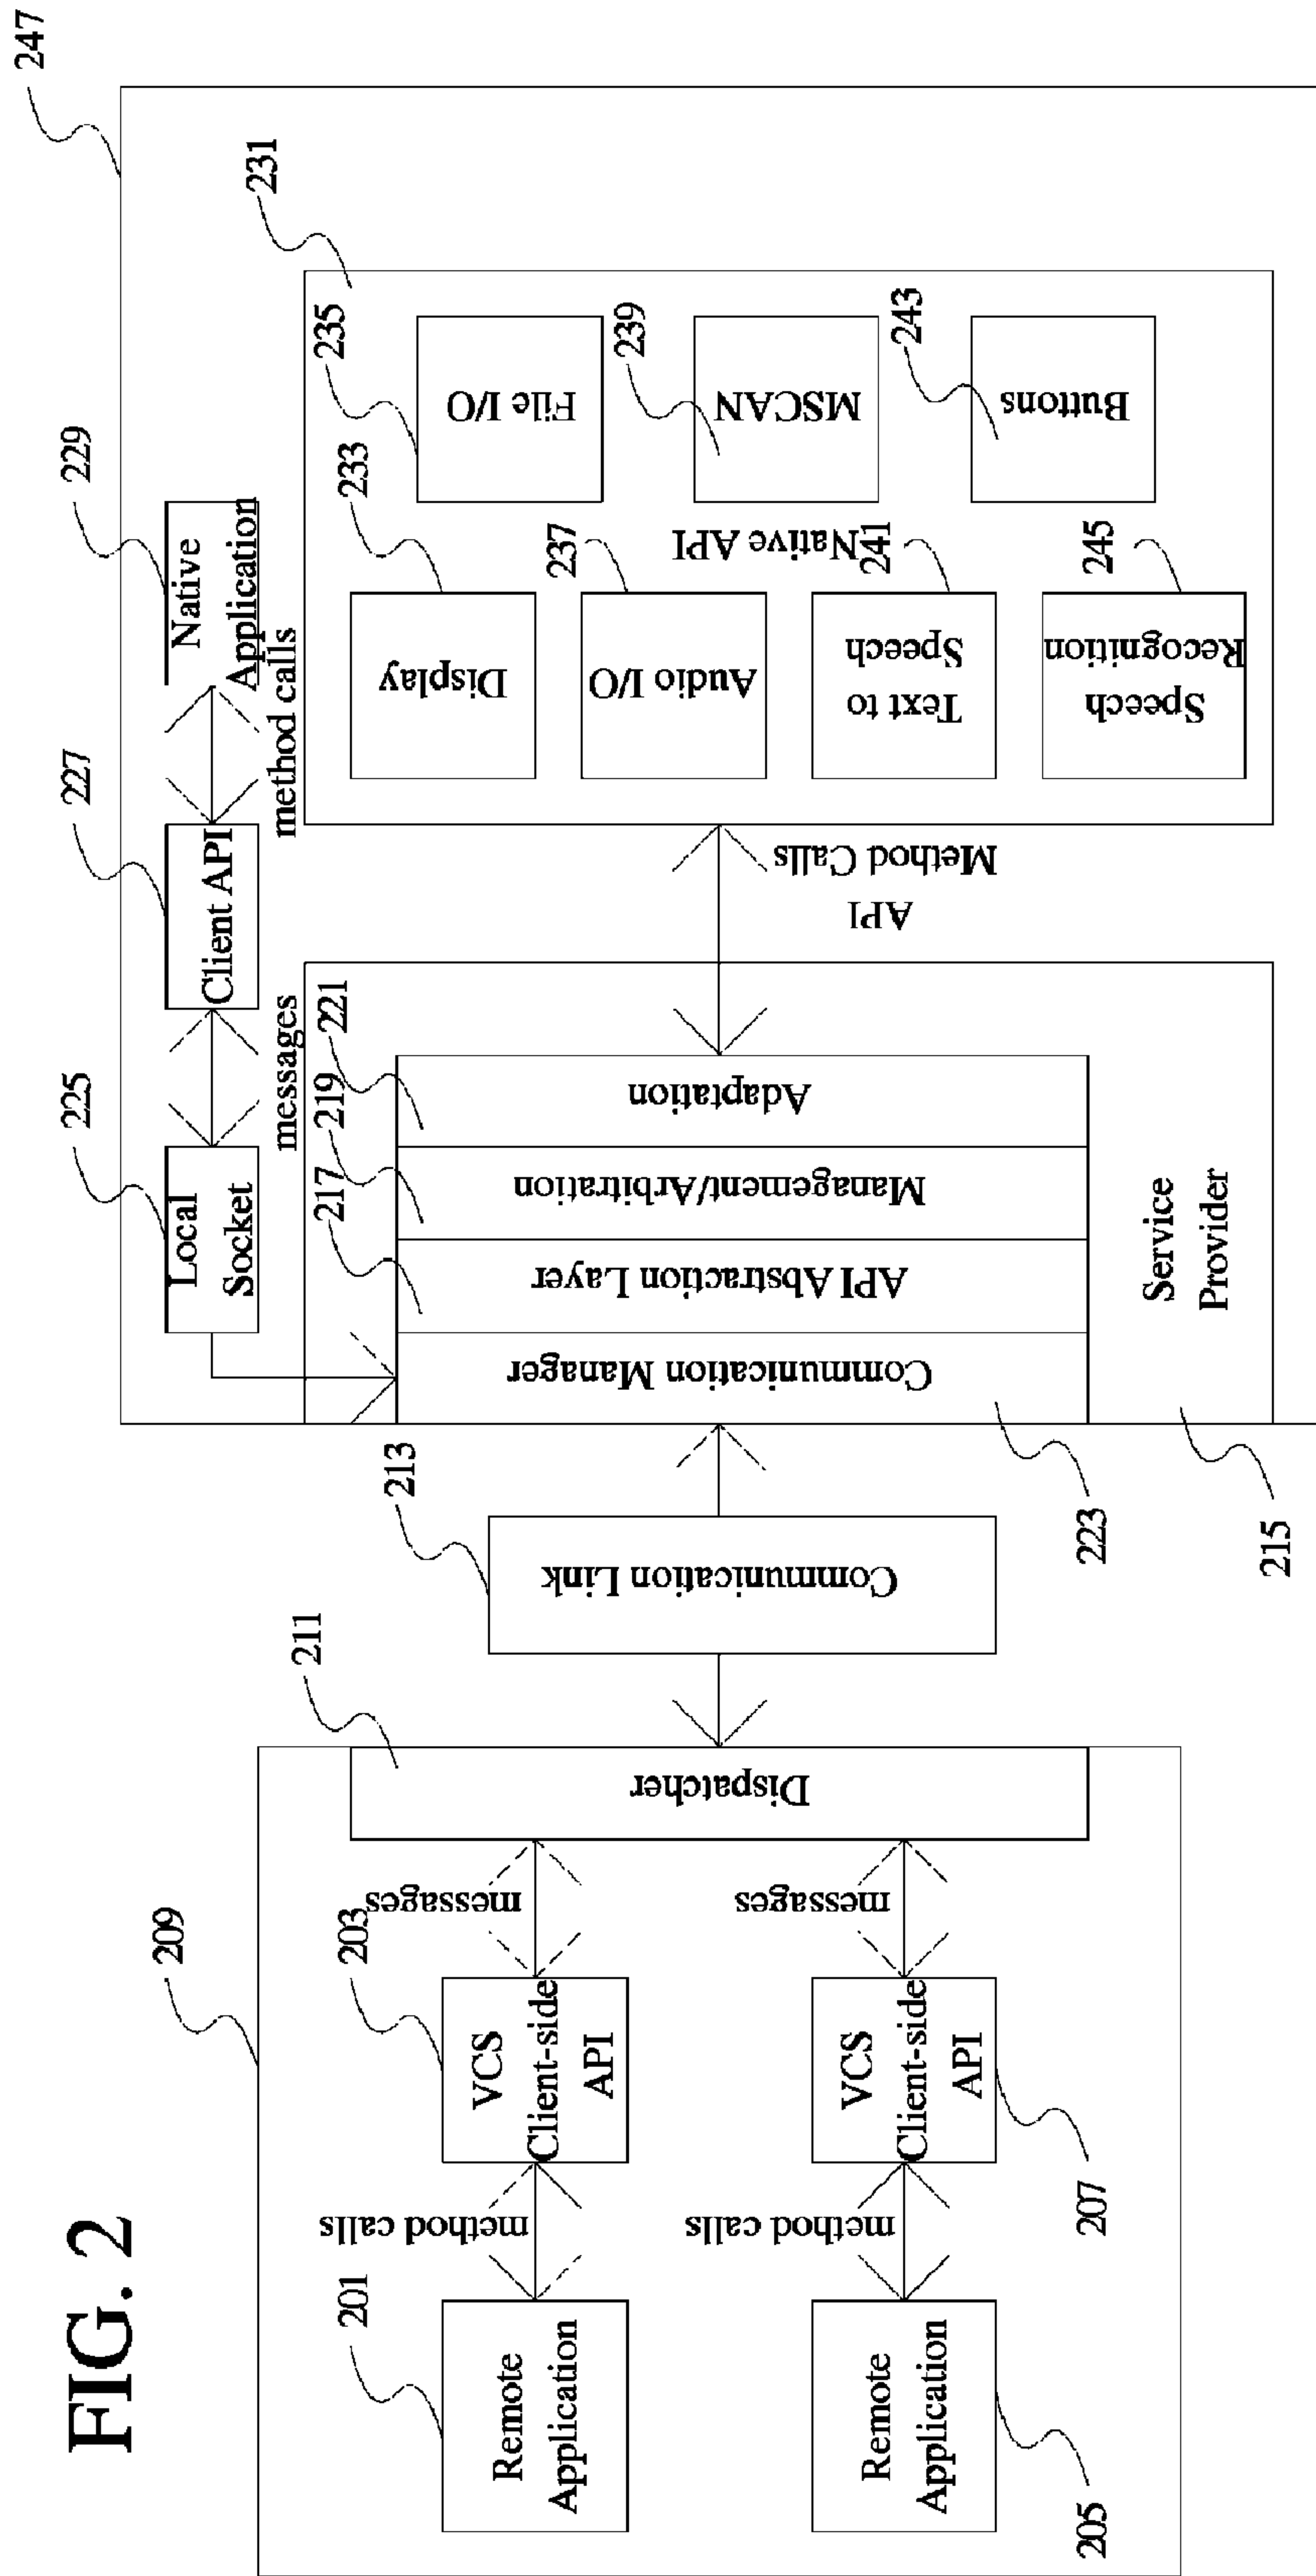 FIG. 2
209
201
Remote
Application
method calls
203
VCS
Client-side
API
messages
205
Remote
Application
method calls
207
VCS
Client-side
API
messages
211
Dispatcher
213
Communication Link
247
225
Local
Socket
messages
227
Client API
method calls
229
Native
Application
217
219
221
Communication Manager
API Abstraction Layer
Management/Arbitration
Adaptation
223
215
Service
Provider
API
Method Calls
231
Native API
233
Display
235
File I/O
237
Audio I/O
239
MSCAN
241
Text to
Speech
243
Buttons
245
Speech
Recognition